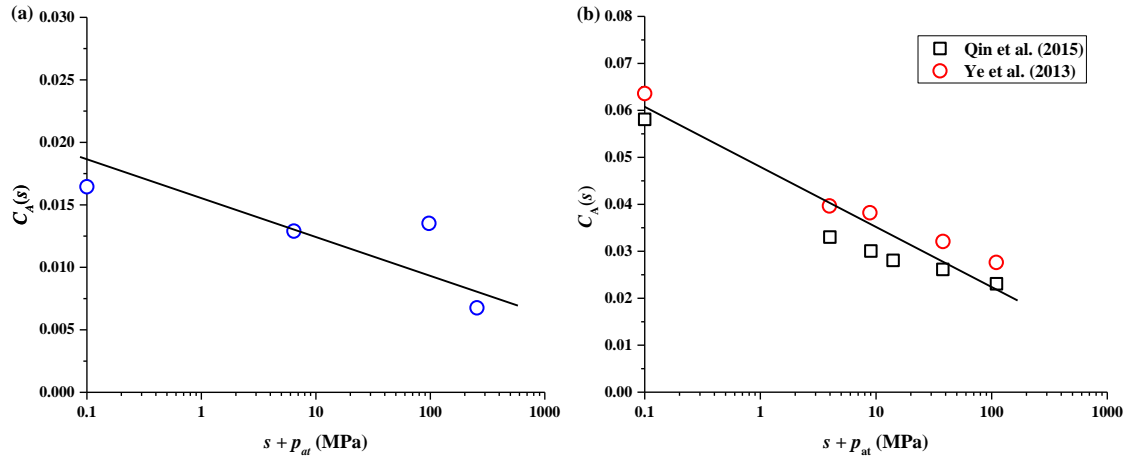 (a)
0.030
0.025
0.020
0.015
0.010
0.005
0.000
C_A(s)
0.1 1 10 100 1000
s + p_at (MPa)
(b)
0.08
0.07
0.06
0.05
0.04
0.03
0.02
0.01
0.00
C_A(s)
Qin et al. (2015)
Ye et al. (2013)
0.1 1 10 100 1000
s + p_at (MPa)